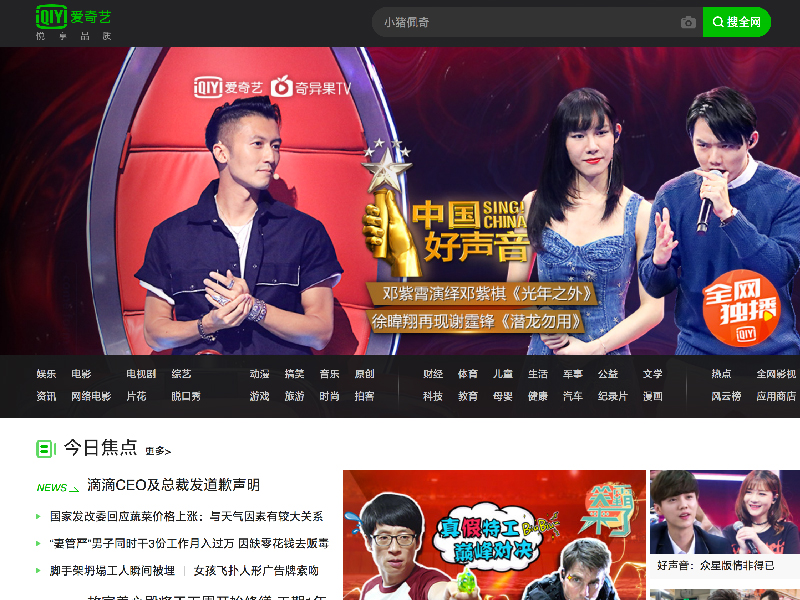 iQIYI 爱奇艺
悦享品质
小猪佩奇
搜全网
iQIYI 爱奇艺 奇异果TV
中国 SING! CHINA
好声音
邓紫霄演绎邓紫棋《光年之外》
徐暐翔再现谢霆锋《潜龙勿用》
全网
独播
iQIYI
娱乐 电影 电视剧 综艺 动漫 搞笑 音乐 原创 财经 体育 儿童 生活 军事 公益 文学 热点 全网影视
资讯 网络电影 片花 脱口秀 游戏 旅游 时尚 拍客 科技 教育 母婴 健康 汽车 纪录片 漫画 风云榜 应用商店
今日焦点 更多>
NEWS 滴滴CEO及总裁发道歉声明
国家发改委回应蔬菜价格上涨：与天气因素有较大关系
“妻管严”男子同时干3份工作月入过万 因缺零花钱去贩毒
脚手架坍塌工人瞬间被埋 | 女孩飞扑人形广告牌索吻
真假特工
巅峰对决
好声音：众星版情非得已